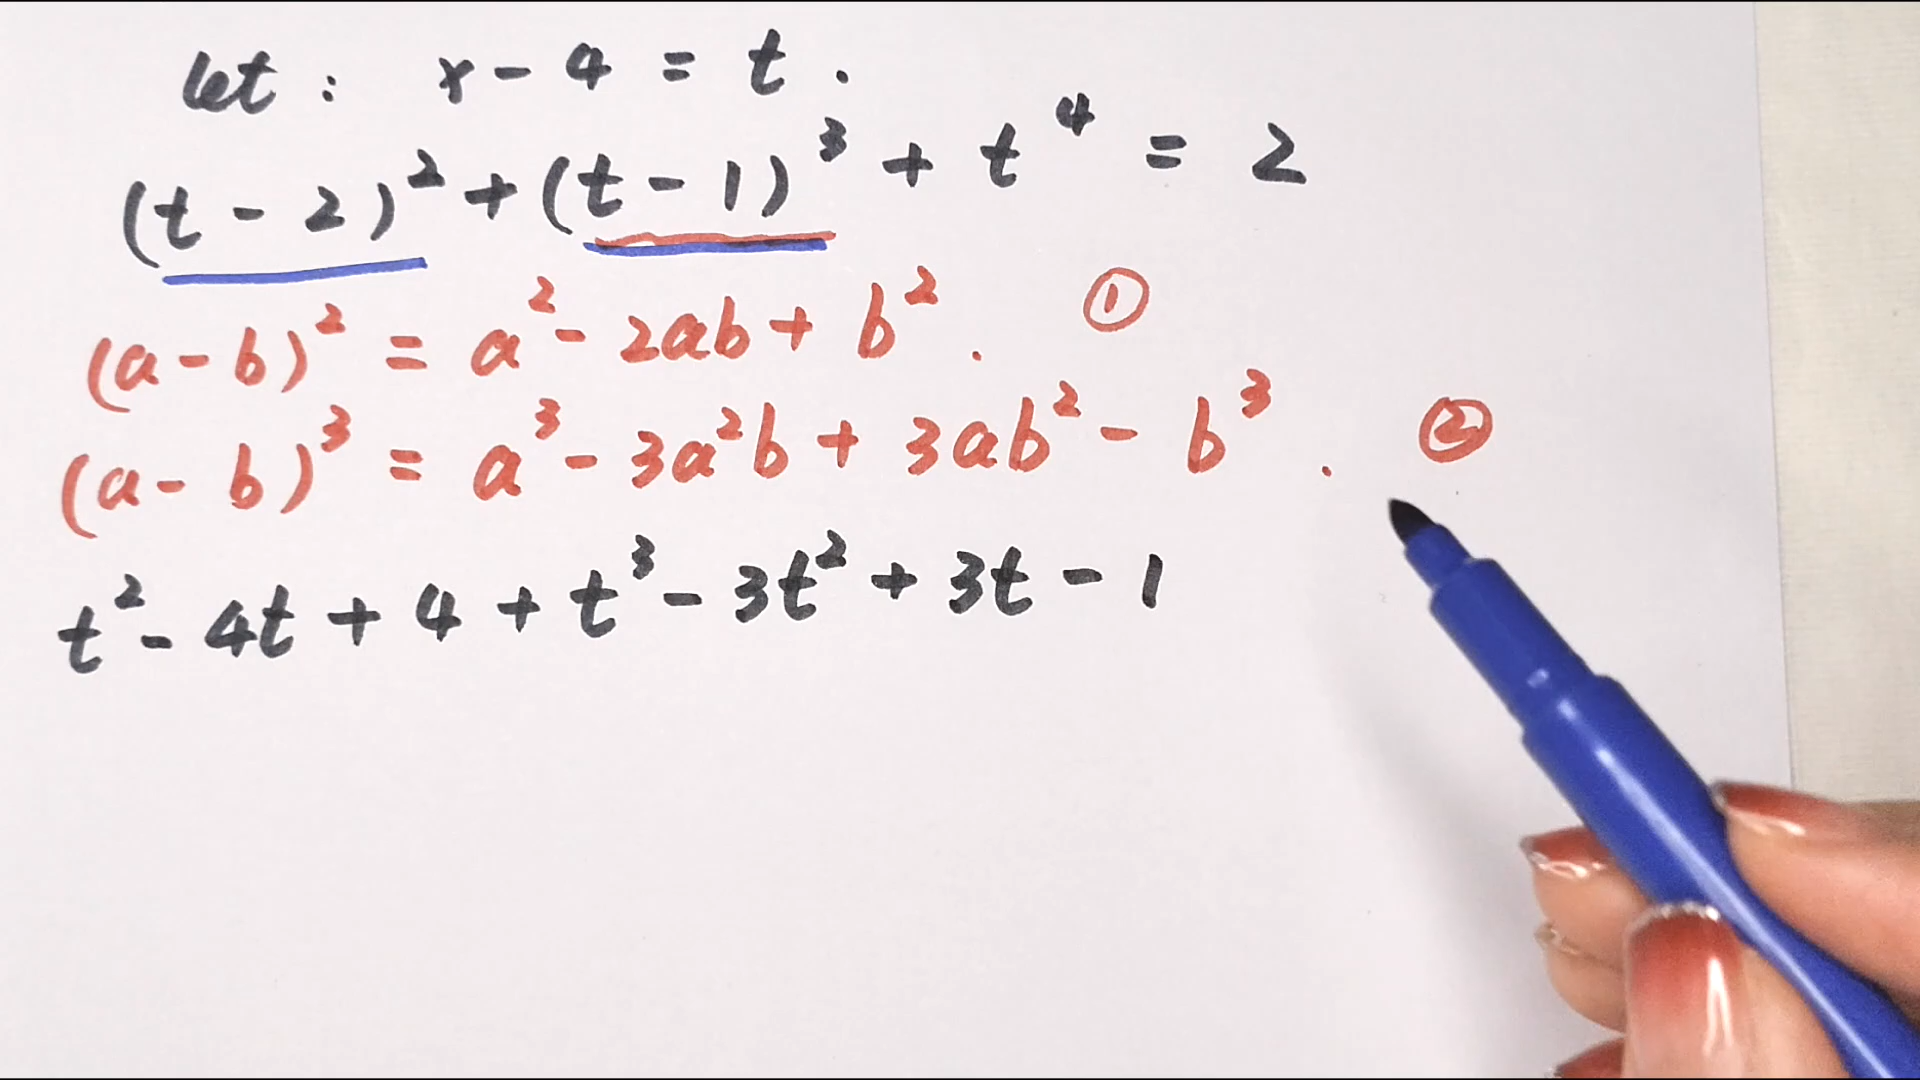 let : x - 4 = t .
(t - 2)² + (t - 1)³ + t⁴ = 2
(a - b)² = a² - 2ab + b² . ①
(a - b)³ = a³ - 3a²b + 3ab² - b³ . ②
t² - 4t + 4 + t³ - 3t² + 3t - 1